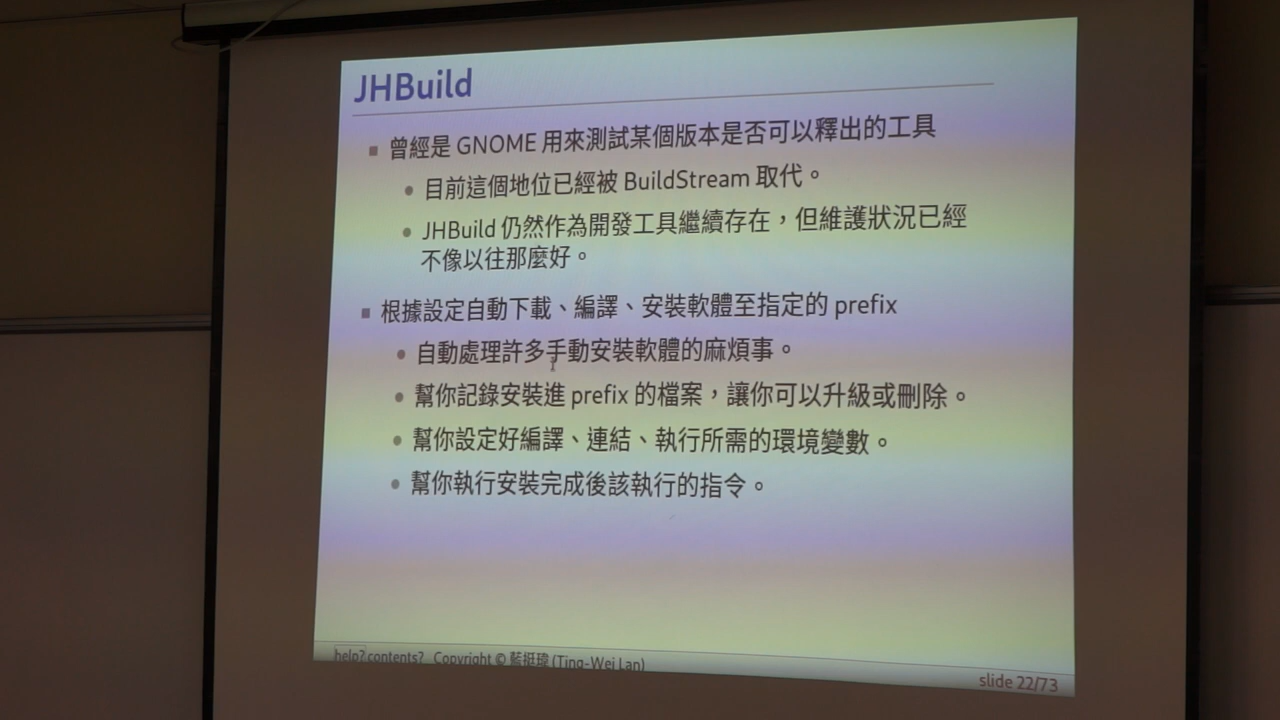 JHBuild
曾經是 GNOME 用來測試某個版本是否可以釋出的工具
目前這個地位已經被 BuildStream 取代。
JHBuild 仍然作為開發工具繼續存在，但維護狀況已經
不像以往那麼好。
根據設定自動下載、編譯、安裝軟體至指定的 prefix
自動處理許多手動安裝軟體的麻煩事。
幫你記錄安裝進 prefix 的檔案，讓你可以升級或刪除。
幫你設定好編譯、連結、執行所需的環境變數。
幫你執行安裝完成後該執行的指令。
help? contents? Copyright © 藍挺瑋 (Ting-Wei Lan)
slide 22/73